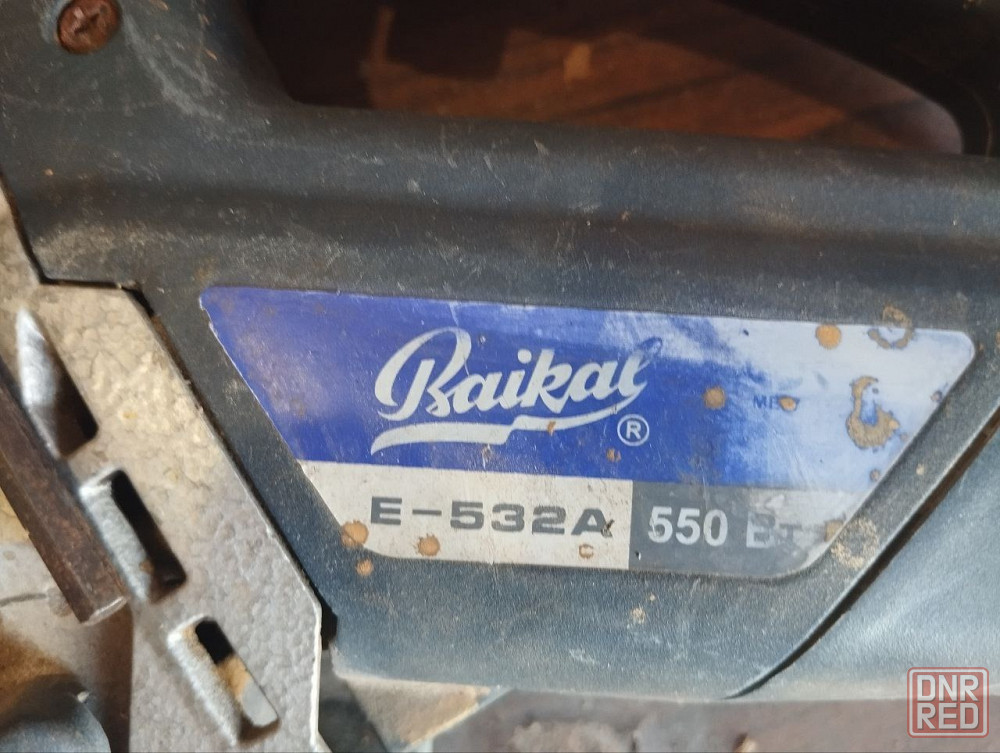 Baikal
®
E-532A
550 Вт
DNR
RED